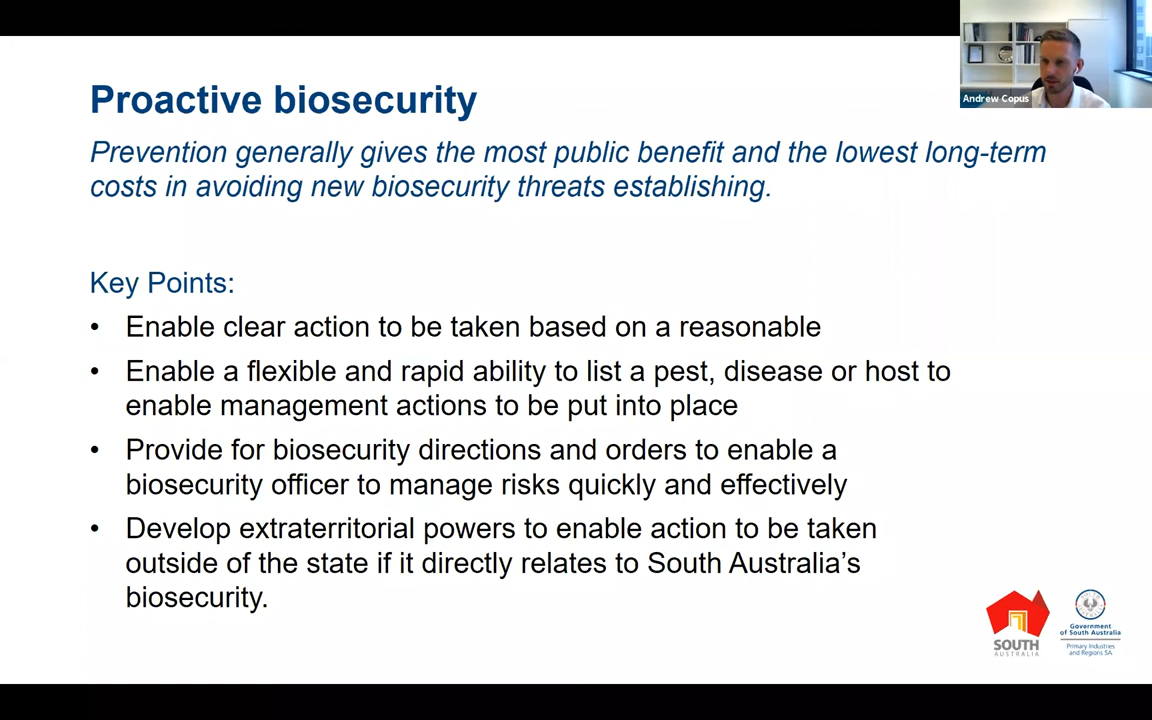 Proactive biosecurity
Andrew Copus
Prevention generally gives the most public benefit and the lowest long-term
costs in avoiding new biosecurity threats establishing.
Key Points:
• Enable clear action to be taken based on a reasonable
• Enable a flexible and rapid ability to list a pest, disease or host to
enable management actions to be put into place
• Provide for biosecurity directions and orders to enable a
biosecurity officer to manage risks quickly and effectively
• Develop extraterritorial powers to enable action to be taken
outside of the state if it directly relates to South Australia’s
biosecurity.
SOUTH
AUSTRALIA
Government
of South Australia
Primary Industries
and Regions SA